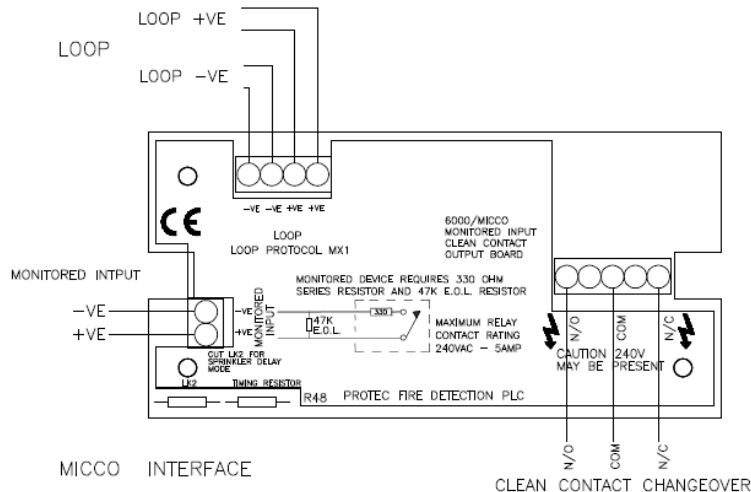 LOOP +VE
LOOP
LOOP -VE
-VE -VE +VE +VE
CE
LOOP
LOOP PROTOCOL MX1
6000/MICCO
MONITORED INPUT
CLEAN CONTACT
OUTPUT BOARD
MONITORED INTPUT
MONITORED DEVICE REQUIRES 330 OHM
SERIES RESISTOR AND 47K E.O.L. RESISTOR
-VE
+VE
-VE
+VE
MONITORED
INPUT
330
47K
E.O.L.
MAXIMUM RELAY
CONTACT RATING
240VAC - 5AMP
N/O
COM
N/C
CUT LK2 FOR
SPRINKLER DELAY
MODE
CAUTION 240V
MAY BE PRESENT
LK2
TIMING RESISTOR
R48
PROTEC FIRE DETECTION PLC
N/O
COM
N/C
MICCO INTERFACE
CLEAN CONTACT CHANGEOVER